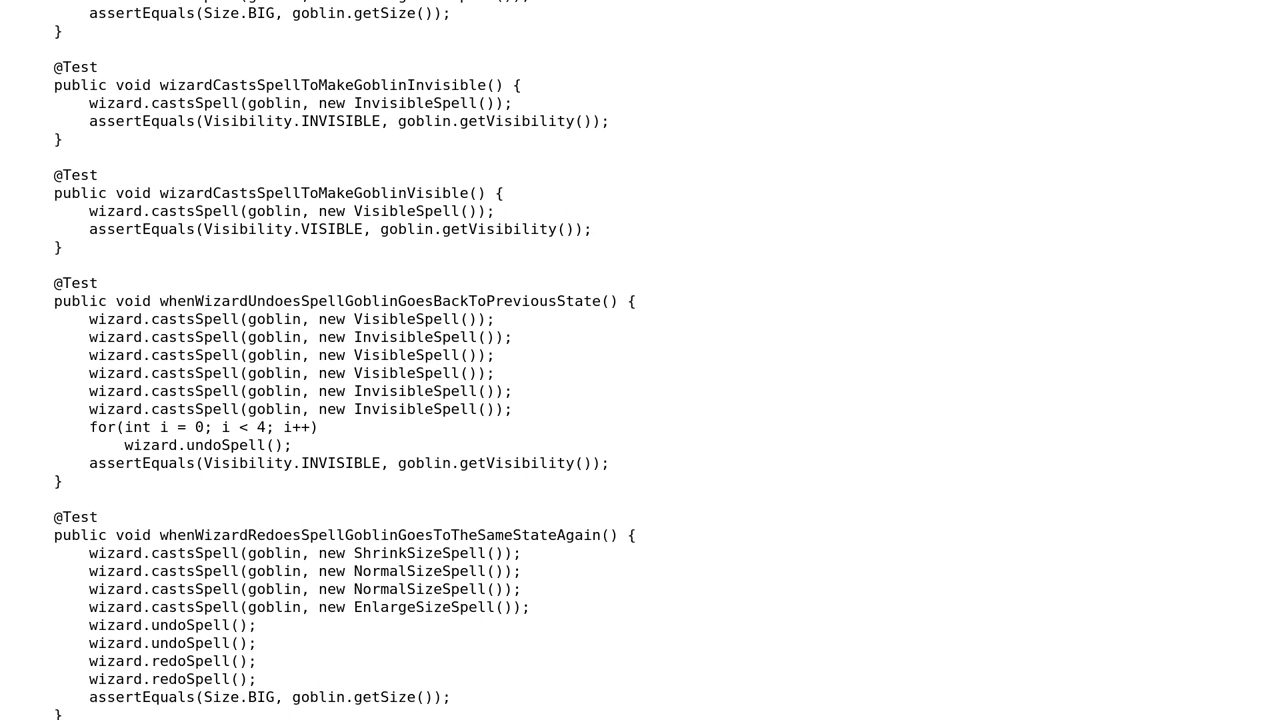 assertEquals(Size.BIG, goblin.getSize());
}
@Test
public void wizardCastsSpellToMakeGoblinInvisible() {
wizard.castsSpell(goblin, new InvisibleSpell());
assertEquals(Visibility.INVISIBLE, goblin.getVisibility());
}
@Test
public void wizardCastsSpellToMakeGoblinVisible() {
wizard.castsSpell(goblin, new VisibleSpell());
assertEquals(Visibility.VISIBLE, goblin.getVisibility());
}
@Test
public void whenWizardUndoesSpellGoblinGoesBackToPreviousState() {
wizard.castsSpell(goblin, new VisibleSpell());
wizard.castsSpell(goblin, new InvisibleSpell());
wizard.castsSpell(goblin, new VisibleSpell());
wizard.castsSpell(goblin, new VisibleSpell());
wizard.castsSpell(goblin, new InvisibleSpell());
wizard.castsSpell(goblin, new InvisibleSpell());
for(int i = 0; i < 4; i++)
wizard.undoSpell();
assertEquals(Visibility.INVISIBLE, goblin.getVisibility());
}
@Test
public void whenWizardRedoesSpellGoblinGoesToTheSameStateAgain() {
wizard.castsSpell(goblin, new ShrinkSizeSpell());
wizard.castsSpell(goblin, new NormalSizeSpell());
wizard.castsSpell(goblin, new NormalSizeSpell());
wizard.castsSpell(goblin, new EnlargeSizeSpell());
wizard.undoSpell();
wizard.undoSpell();
wizard.redoSpell();
wizard.redoSpell();
assertEquals(Size.BIG, goblin.getSize());
}